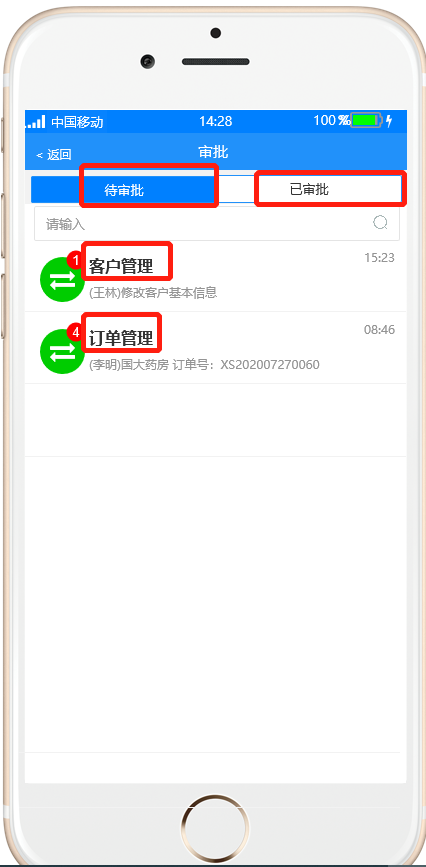 中国移动 14:28 100 %
< 返回 审批
待审批 已审批
请输入
1 客户管理 15:23
(王林)修改客户基本信息
4 订单管理 08:46
(李明)国大药房 订单号：XS202007270060